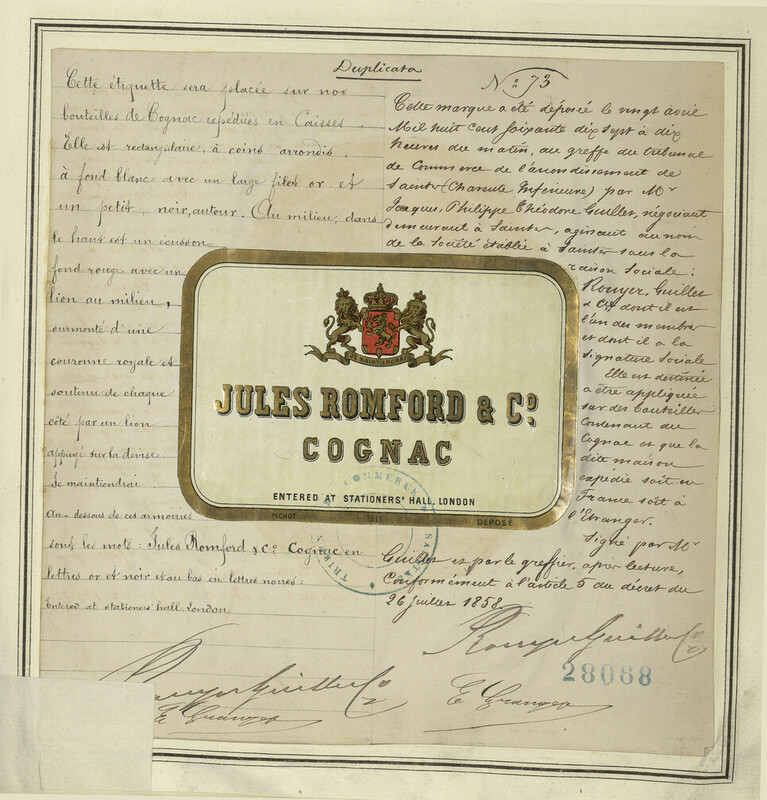 Duplicata
Cette étiquette sera placée sur nos
bouteilles de Cognac expédiées en Caisses.
Elle est rectangulaire, à coins arrondis.
à fond blanc avec un large filet or et
un petit, noir, autour. Au milieu, dans
le haut est un écusson
fond rouge avec un
lion au milieu,
surmonté d'une
couronne royale et
soutenu de chaque
côté par un lion
appuyé sur la devise
Je maintiendrai.
Au-dessous de ces armoiries
sont les mots: Jules Romford & Co. Cognac en
lettres or et noir et au bas en lettres noires:
Entered at stationers' hall, London
Rouyer Guillet & Co
E. Granger
No. 73
Cette marque a été déposée le vingt avril
Mil huit cent soixante dix sept à dix
heures du matin, au greffe du tribunal
de Commerce de l'arrondissement de
Saintes (Charente Inférieure) par Mr
Jacques, Philippe Théodore Guillet, négociant
demeurant à Saintes, agissant au nom
de la Société établie à Saintes sous la
raison Sociale:
Rouyer, Guillet
& Cie, dont il est
l'un des membres
et dont il a la
signature Sociale
Elle est destinée
à être appliquée
sur des bouteilles
contenant du
Cognac et que la
dite maison
expédie soit en
France soit à
l'Etranger.
Signé par Mr
Guillet et par le greffier, après lecture,
Conformément à l'article 5 du décret du
26 Juillet 1858.
Rouyer Guillet & Co
28068
E. Granger
JULES ROMFORD & Co.
COGNAC
ENTERED AT STATIONERS' HALL, LONDON
PICHOT 1511 DÉPOSÉ